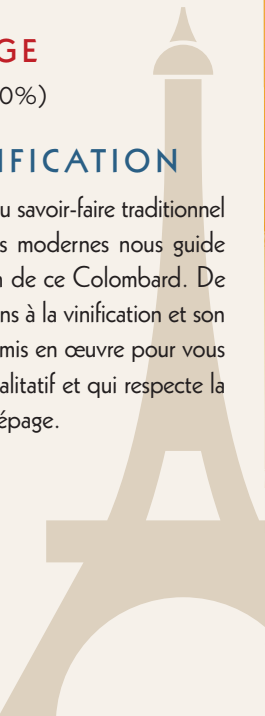 GE
0%)
IFICATION
u savoir-faire traditionnel
s modernes nous guide
n de ce Colombard. De
ns à la vinification et son
mis en œuvre pour vous
alitatif et qui respecte la
épage.